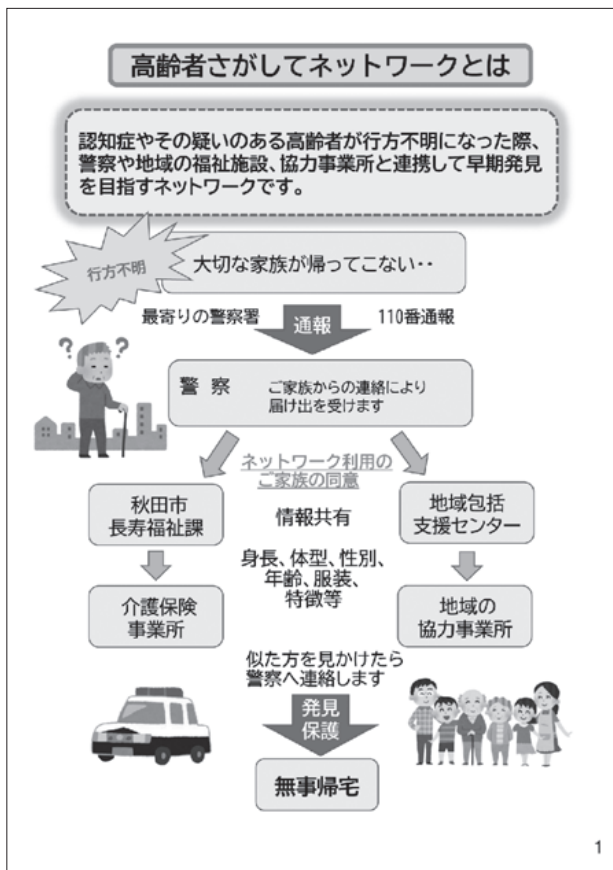 高齢者さがしてネットワークとは
認知症やその疑いのある高齢者が行方不明になった際、
警察や地域の福祉施設、協力事業所と連携して早期発見
を目指すネットワークです。
行方不明
大切な家族が帰ってこない・・
最寄りの警察署
通報
110番通報
警 察
ご家族からの連絡により
届け出を受けます
ネットワーク利用の
ご家族の同意
秋田市
長寿福祉課
情報共有
地域包括
支援センター
身長、体型、性別、
年齢、服装、
特徴等
介護保険
事業所
地域の
協力事業所
似た方を見かけたら
警察へ連絡します
発見
保護
無事帰宅
? ?
1